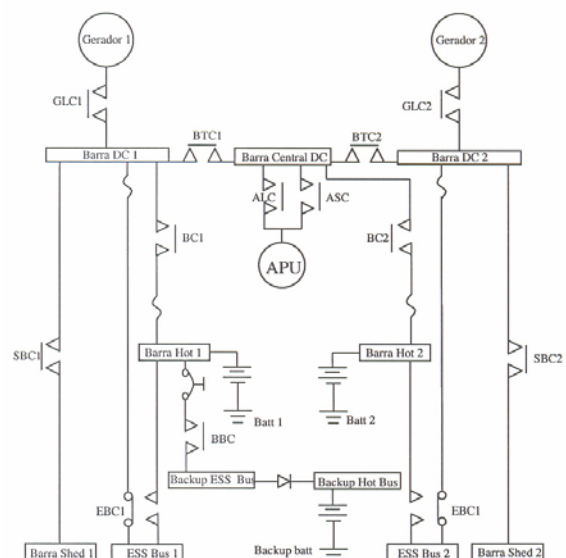 Gerador 1
Gerador 2
GLC1
GLC2
BTC1
BTC2
Barra DC 1
Barra Central DC
Barra DC 2
ALC
ASC
BC1
BC2
APU
SBC1
Barra Hot 1
Barra Hot 2
SBC2
Batt 1
Batt 2
BBC
Backup ESS Bus
Backup Hot Bus
EBC1
EBC1
Backup batt
Barra Shed 1
ESS Bus 1
ESS Bus 2
Barra Shed 2